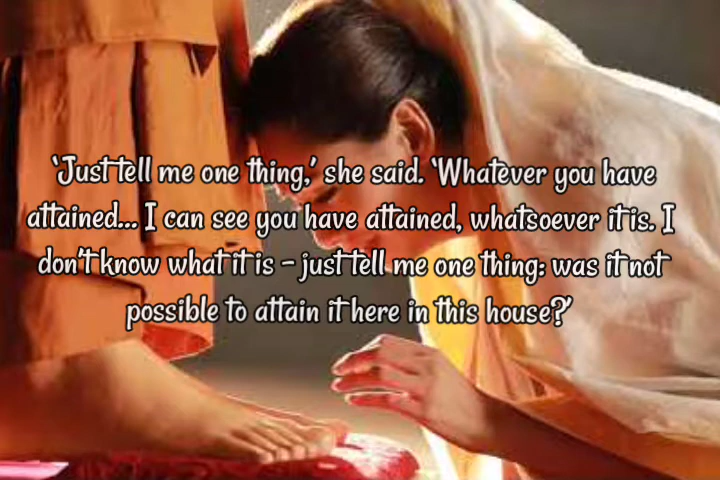 ‘Just tell me one thing,’ she said. ‘Whatever you have
attained... I can see you have attained, whatsoever it is. I
don't know what it is – just tell me one thing: was it not
possible to attain it here in this house?’